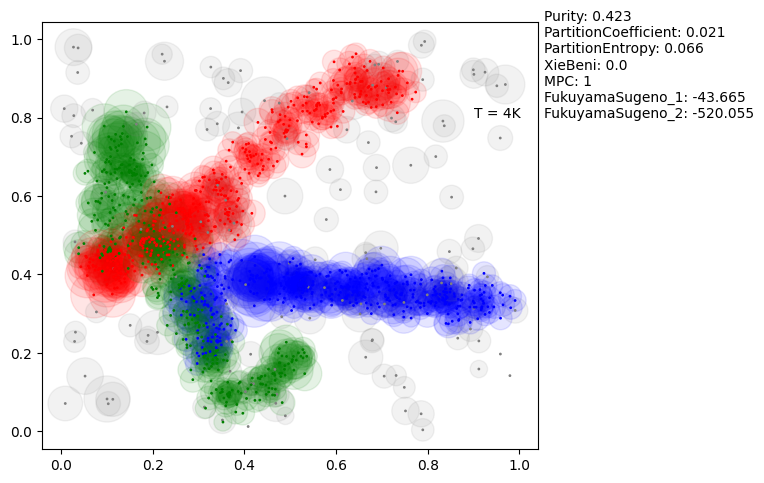 Purity: 0.423
PartitionCoefficient: 0.021
PartitionEntropy: 0.066
XieBeni: 0.0
MPC: 1
FukuyamaSugeno_1: -43.665
FukuyamaSugeno_2: -520.055
T = 4K
1.0
0.8
0.6
0.4
0.2
0.0
0.0 0.2 0.4 0.6 0.8 1.0